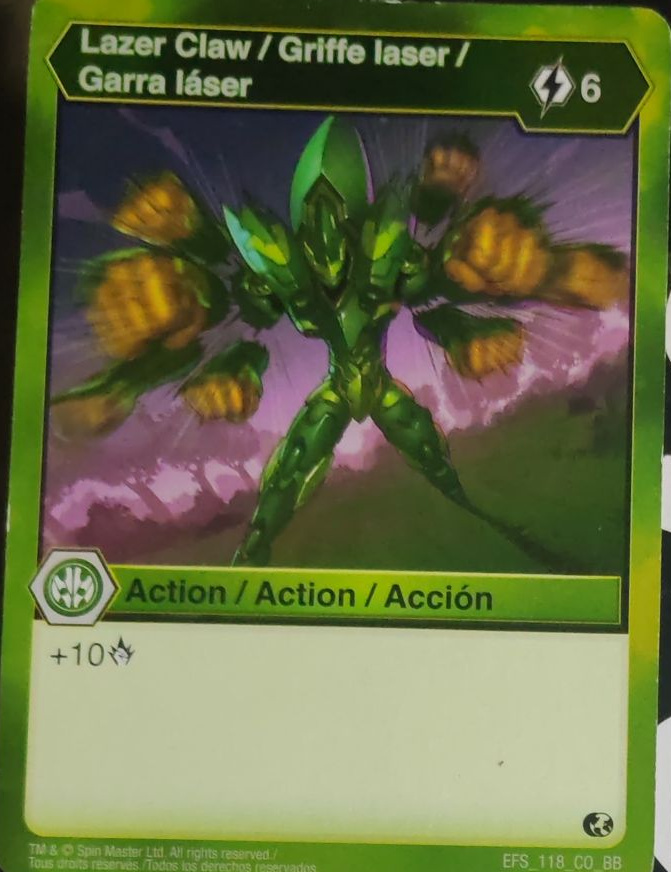 Lazer Claw / Griffe laser /
Garra láser
6
Action / Action / Acción
+10
TM & © Spin Master Ltd. All rights reserved./
Tous droits réservés./Todos los derechos reservados.
EFS_118_CO_BB